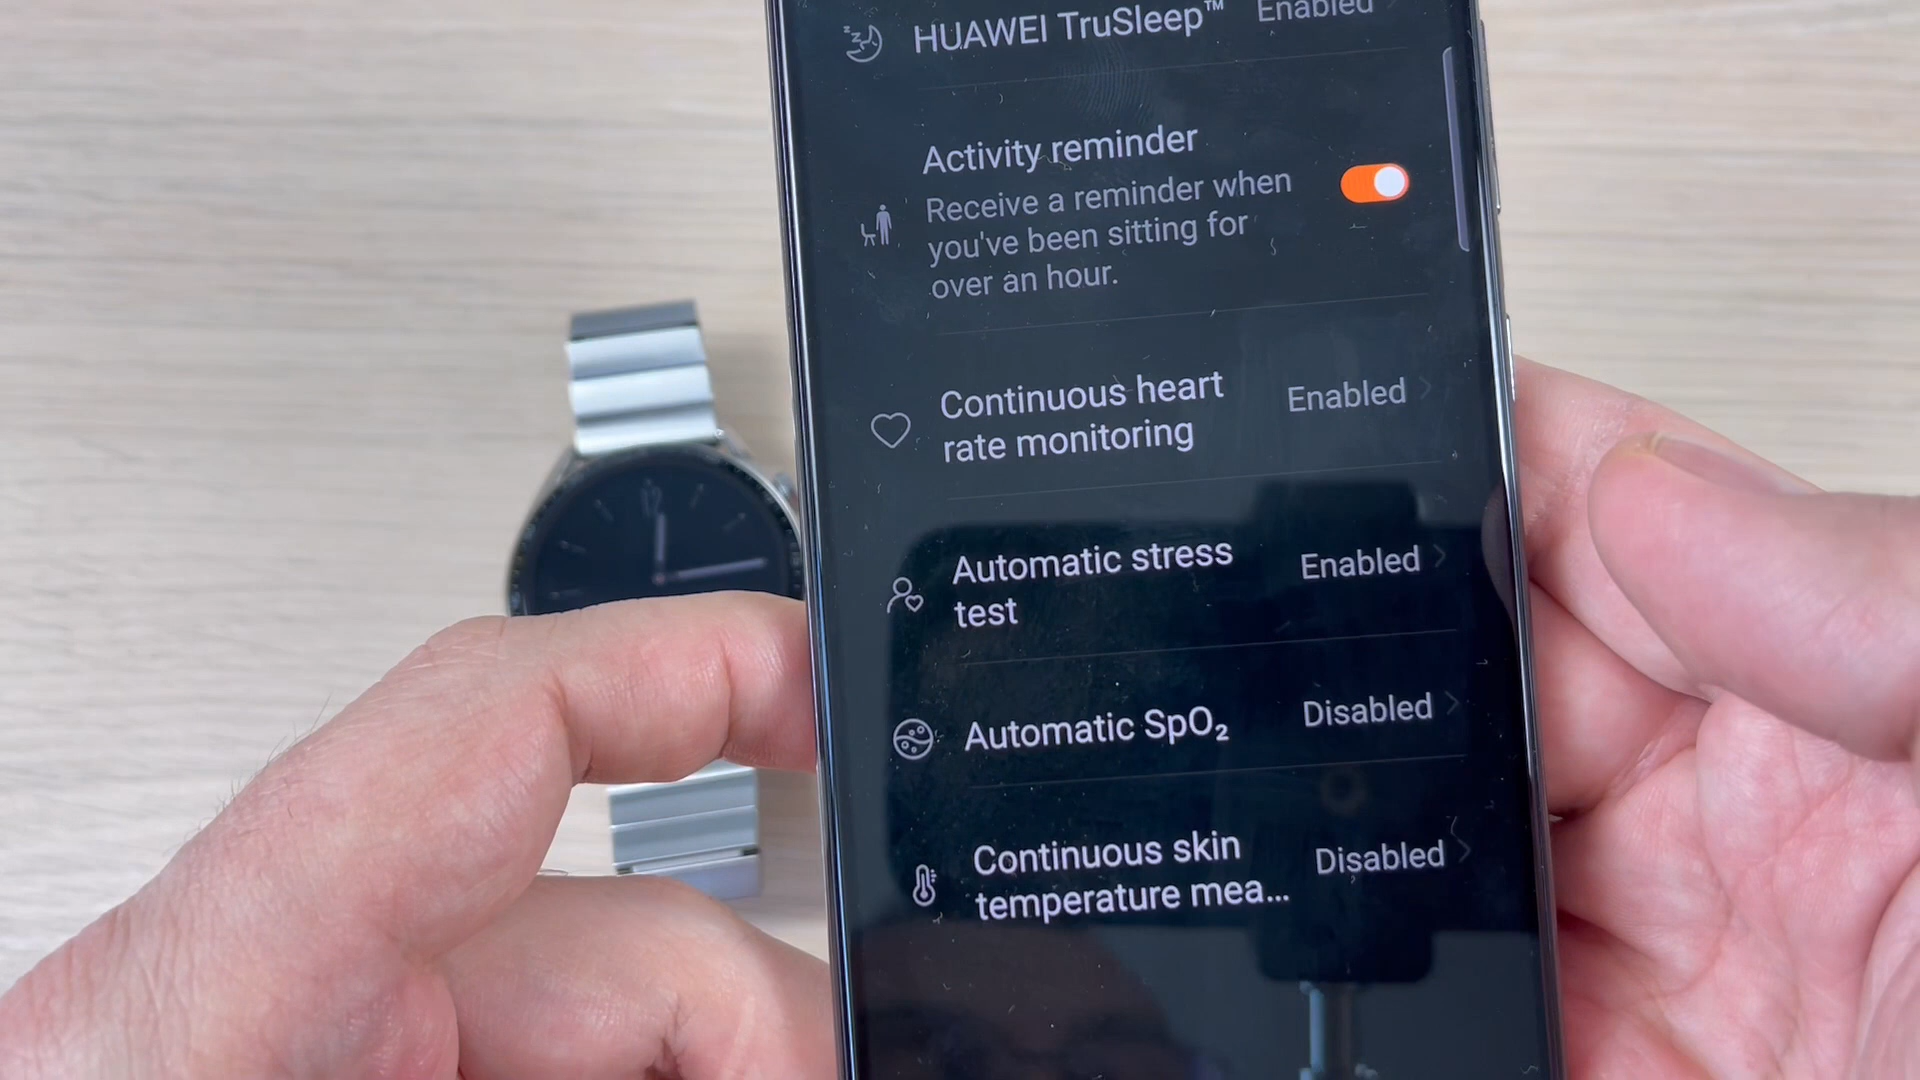 HUAWEI TruSleep™ Enabled
Activity reminder
Receive a reminder when
you've been sitting for
over an hour.
Continuous heart
rate monitoring
Enabled
Automatic stress
test
Enabled
Automatic SpO₂ Disabled
Continuous skin
temperature mea...
Disabled
12